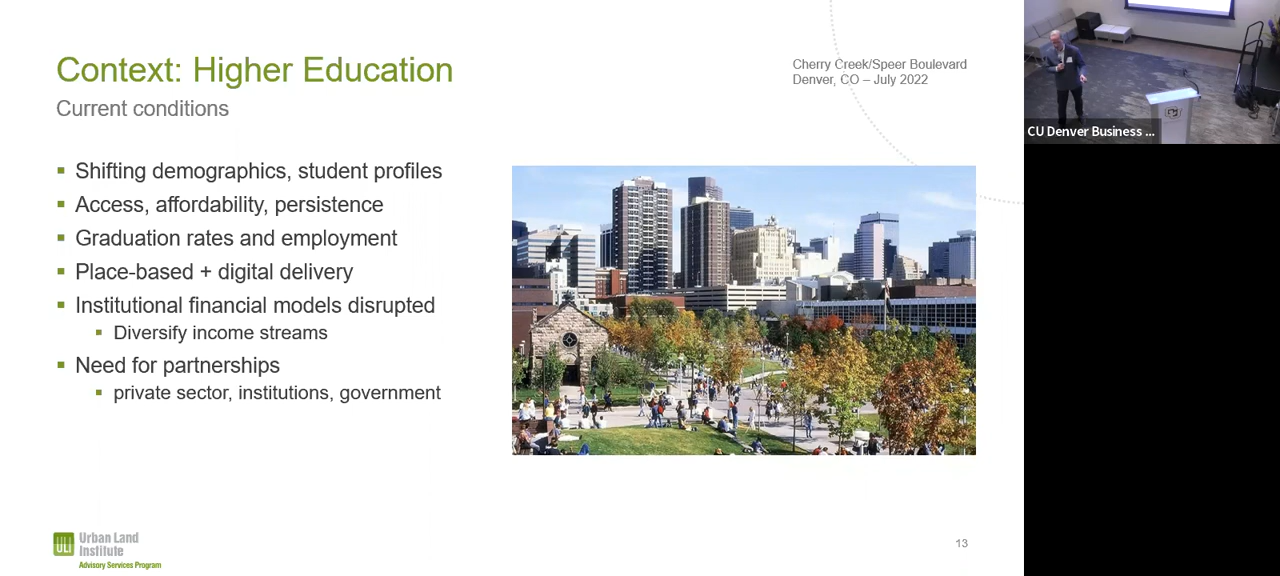 Context: Higher Education
Current conditions
Cherry Creek/Speer Boulevard
Denver, CO – July 2022
Shifting demographics, student profiles
Access, affordability, persistence
Graduation rates and employment
Place-based + digital delivery
Institutional financial models disrupted
Diversify income streams
Need for partnerships
private sector, institutions, government
ULI
Urban Land
Institute
Advisory Services Program
13
CU Denver Business ...